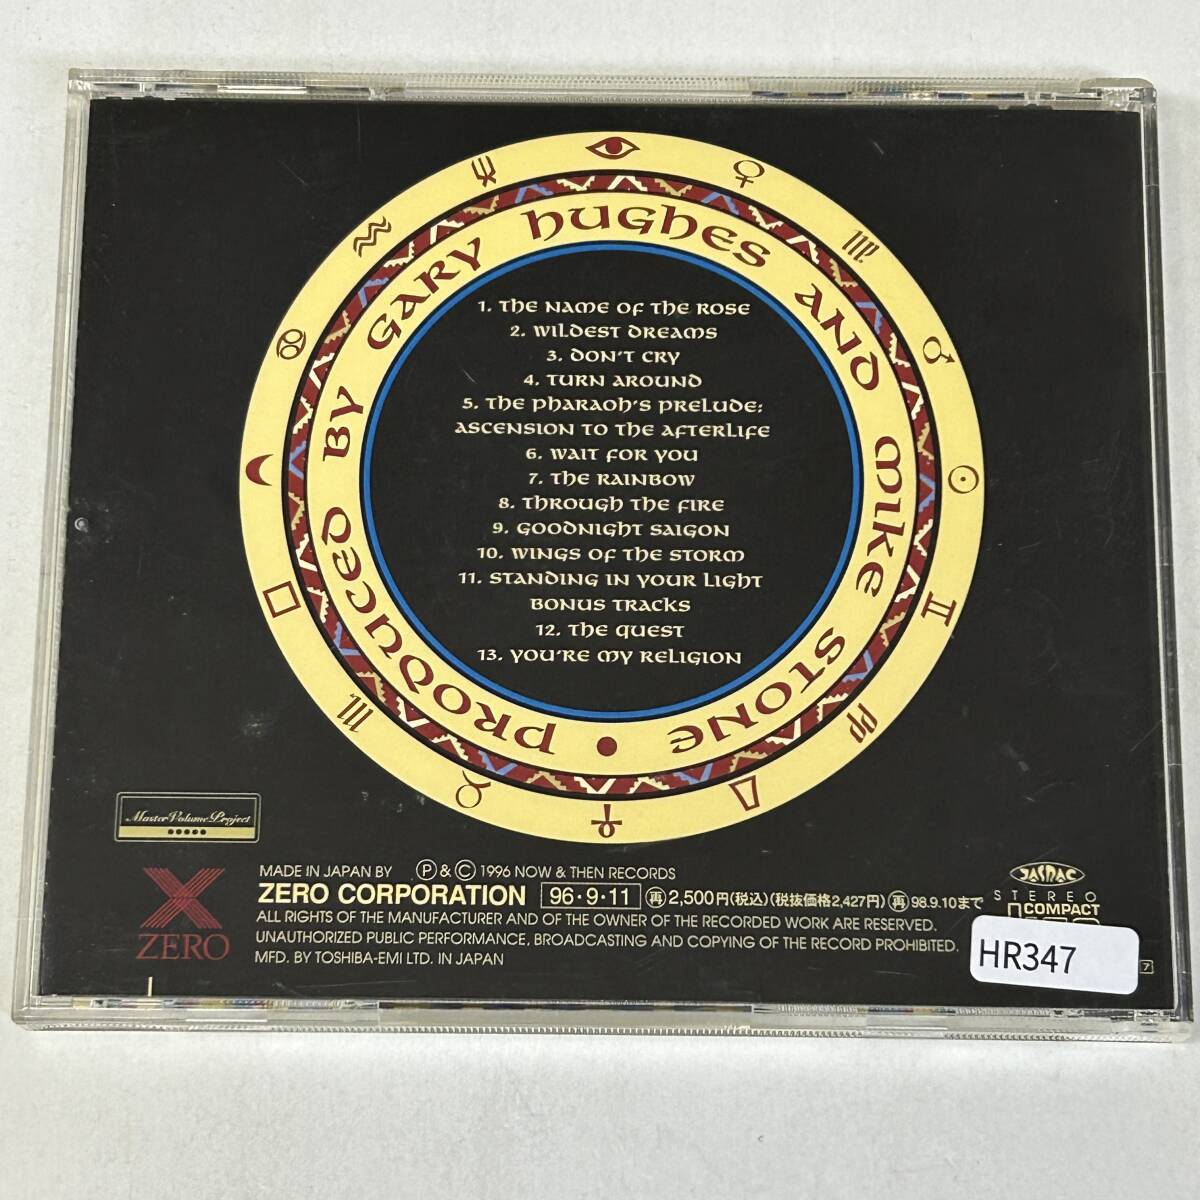 PRODUCED BY GARY HUGHES AND MIKE STONE •
1. THE NAME OF THE ROSE
2. WILDEST DREAMS
3. DON'T CRY
4. TURN AROUND
5. THE PHARAOH'S PRELUDE:
ASCENSION TO THE AFTERLIFE
6. WAIT FOR YOU
7. THE RAINBOW
8. THROUGH THE FIRE
9. GOODNIGHT SAIGON
10. WINGS OF THE STORM
11. STANDING IN YOUR LIGHT
BONUS TRACKS
12. THE QUEST
13. YOU'RE MY RELIGION
Master Volume Project
ZERO
MADE IN JAPAN BY Ⓟ & Ⓒ 1996 NOW & THEN RECORDS
ZERO CORPORATION 96・9・11 再 2,500円(税込)(税抜価格2,427円) 再 98.9.10まで
ALL RIGHTS OF THE MANUFACTURER AND OF THE OWNER OF THE RECORDED WORK ARE RESERVED.
UNAUTHORIZED PUBLIC PERFORMANCE, BROADCASTING AND COPYING OF THE RECORD PROHIBITED.
MFD. BY TOSHIBA-EMI LTD. IN JAPAN
JASRAC
STEREO
COMPACT
HR347
7